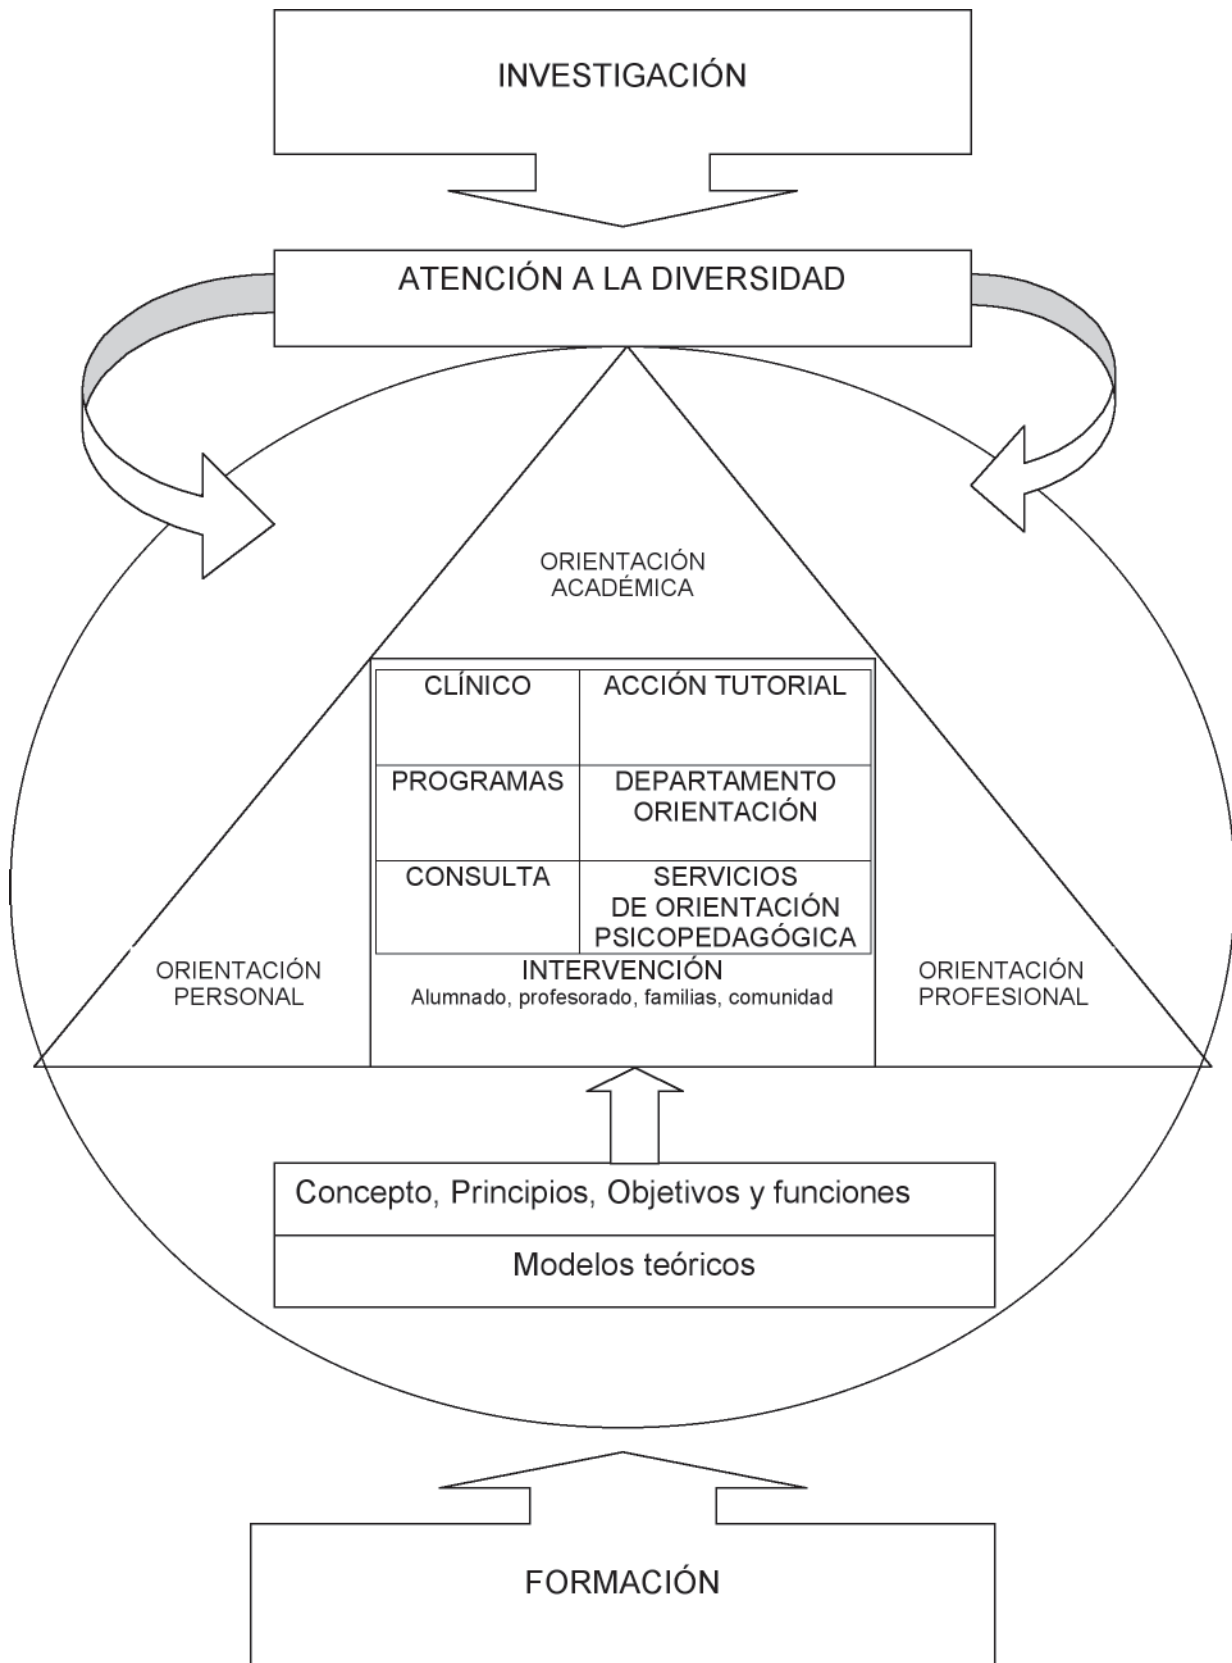 INVESTIGACIÓN
ATENCIÓN A LA DIVERSIDAD
ORIENTACIÓN
ACADÉMICA
CLÍNICO
ACCIÓN TUTORIAL
PROGRAMAS
DEPARTAMENTO
ORIENTACIÓN
CONSULTA
SERVICIOS
DE ORIENTACIÓN
PSICOPEDAGÓGICA
ORIENTACIÓN
PERSONAL
INTERVENCIÓN
Alumnado, profesorado, familias, comunidad
ORIENTACIÓN
PROFESIONAL
Concepto, Principios, Objetivos y funciones
Modelos teóricos
FORMACIÓN